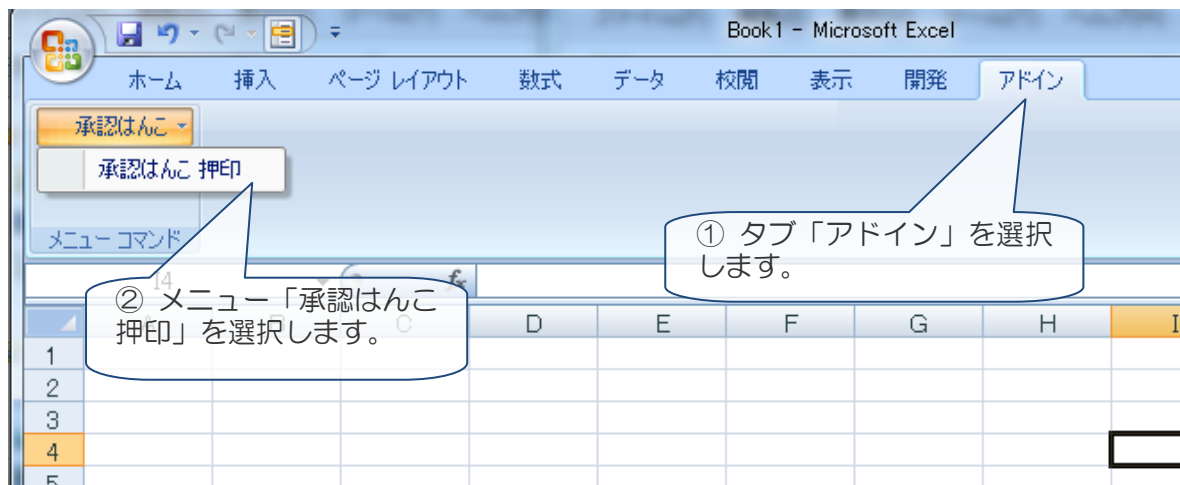 Book1 - Microsoft Excel
ホーム 挿入 ページ レイアウト 数式 データ 校閲 表示 開発 アドイン
承認はんこ
承認はんこ 押印
メニュー コマンド
① タブ「アドイン」を選択
します。
I4 fx
② メニュー「承認はんこ
押印」を選択します。
A B C D E F G H I
1
2
3
4
5